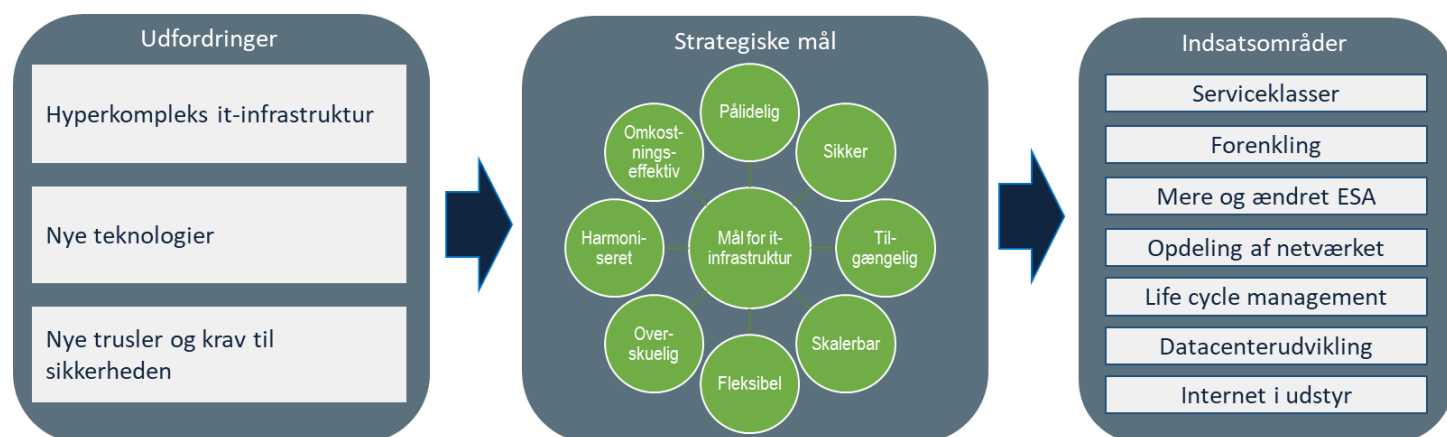 Udfordringer
Hyperkompleks it-infrastruktur
Nye teknologier
Nye trusler og krav til
sikkerheden
Strategiske mål
Pålidelig
Sikker
Til-
gængelig
Skalerbar
Fleksibel
Over-
skuelig
Harmoni-
seret
Omkost-
nings-
effektiv
Mål for it-
infrastruktur
Indsatsområder
Serviceklasser
Forenkling
Mere og ændret ESA
Opdeling af netværket
Life cycle management
Datacenterudvikling
Internet i udstyr